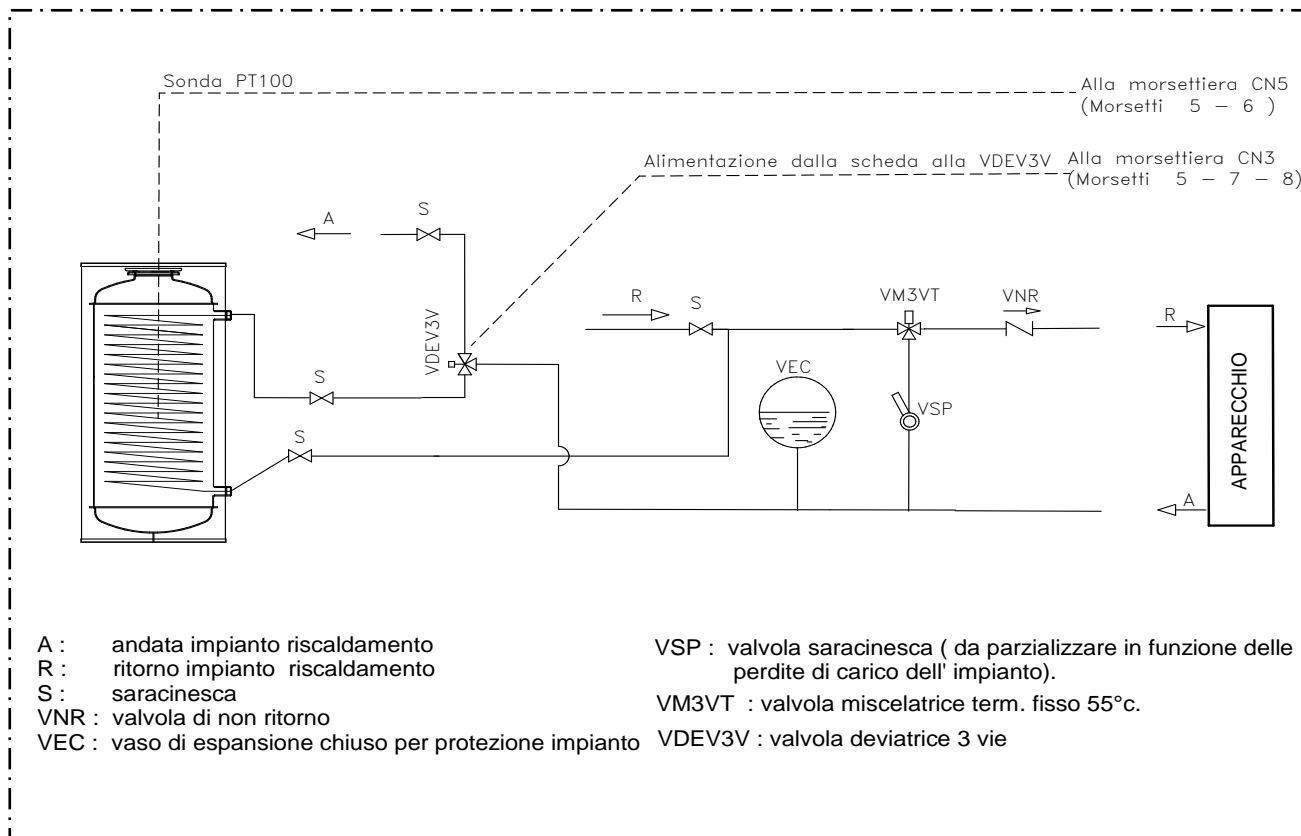 Sonda PT100
Alla morsettiera CN5
(Morsetti 5 - 6 )
Alimentazione dalla scheda alla VDEV3V
Alla morsettiera CN3
(Morsetti 5 - 7 - 8)
A
S
R
S
VM3VT
VNR
R
VDEV3V
S
VEC
VSP
S
APPARECCHIO
A
A : andata impianto riscaldamento
R : ritorno impianto riscaldamento
S : saracinesca
VNR : valvola di non ritorno
VEC : vaso di espansione chiuso per protezione impianto
VSP : valvola saracinesca ( da parzializzare in funzione delle
perdite di carico dell' impianto).
VM3VT : valvola miscelatrice term. fisso 55°c.
VDEV3V : valvola deviatrice 3 vie